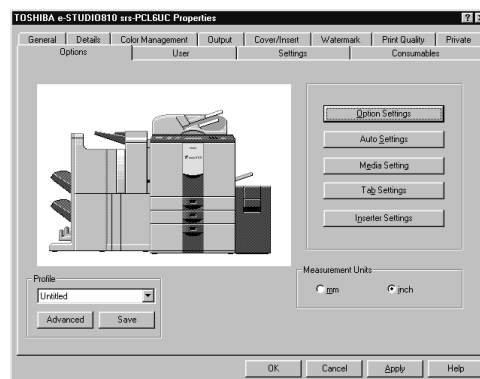 TOSHIBA e-STUDIO810 srs-PCL6UC Properties
General Details Color Management Output Cover/Insert Watermark Print Quality Private
Options User Settings Consumables
Option Settings
Auto Settings
Media Setting
Tab Settings
Inserter Settings
Profile
Untitled
Advanced Save
Measurement Units
mm inch
OK Cancel Apply Help